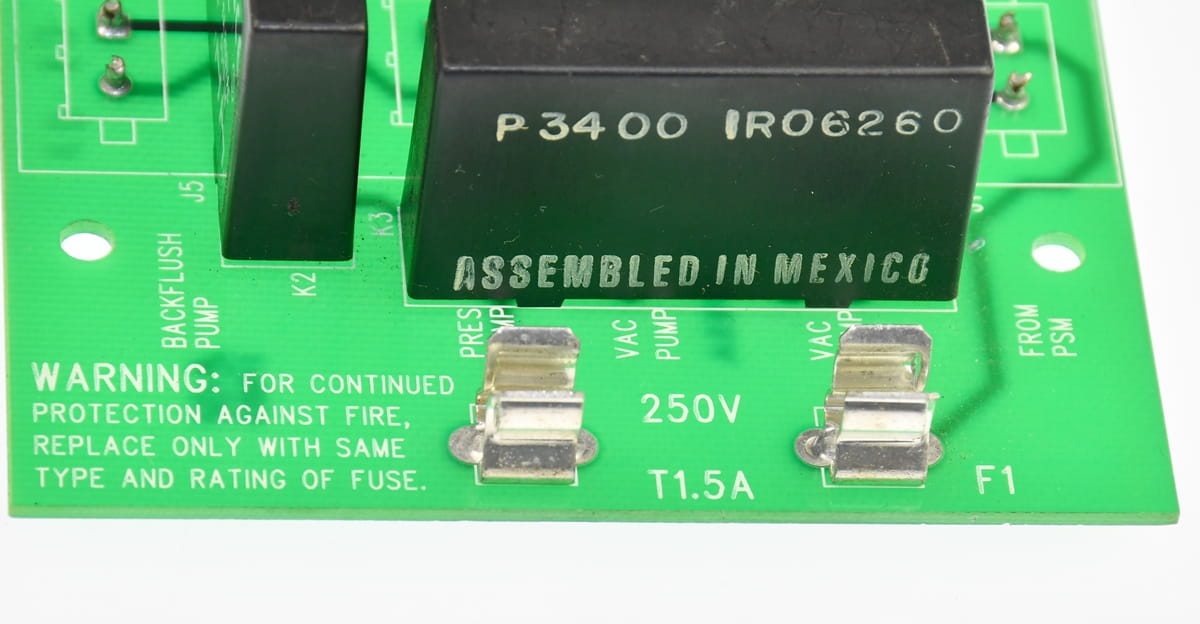 P3400 IRO6260
ASSEMBLED IN MEXICO
J5
K3
K2
BACKFLUSH
PUMP
VAC
PUMP
VAC
FROM
PSM
WARNING: FOR CONTINUED
PROTECTION AGAINST FIRE,
REPLACE ONLY WITH SAME
TYPE AND RATING OF FUSE.
250V
T1.5A
F1